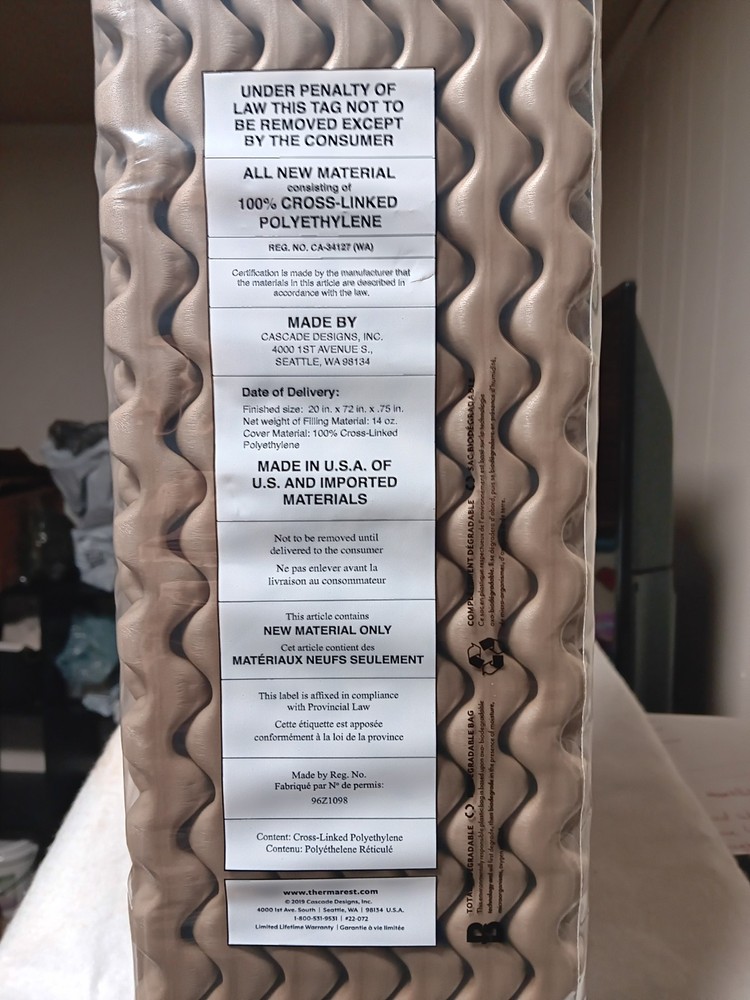 UNDER PENALTY OF
LAW THIS TAG NOT TO
BE REMOVED EXCEPT
BY THE CONSUMER
ALL NEW MATERIAL
consisting of
100% CROSS-LINKED
POLYETHYLENE
REG. NO. CA-34127 (WA)
Certification is made by the manufacturer that
the materials in this article are described in
accordance with the law.
MADE BY
CASCADE DESIGNS, INC.
4000 1ST AVENUE S.,
SEATTLE, WA 98134
Date of Delivery:
Finished size: 20 in. x 72 in. x .75 in.
Net weight of Filling Material: 14 oz.
Cover Material: 100% Cross-Linked
Polyethylene
MADE IN U.S.A. OF
U.S. AND IMPORTED
MATERIALS
Not to be removed until
delivered to the consumer
Ne pas enlever avant la
livraison au consommateur
This article contains
NEW MATERIAL ONLY
Cet article contient des
MATÉRIAUX NEUFS SEULEMENT
This label is affixed in compliance
with Provincial Law
Cette étiquette est apposée
conformément à la loi de la province
Made by Reg. No.
Fabriqué par Nº de permis:
96Z1098
Content: Cross-Linked Polyethylene
Contenu: Polyéthelene Réticulé
www.thermarest.com
© 2019 Cascade Designs, Inc.
4000 1st Ave. South | Seattle, WA | 98134 U.S.A.
1-800-531-9531 | #22-072
Limited Lifetime Warranty | Garantie à vie limitée
DÉGRADABLE SAC BIODÉGRADABLE
BAG